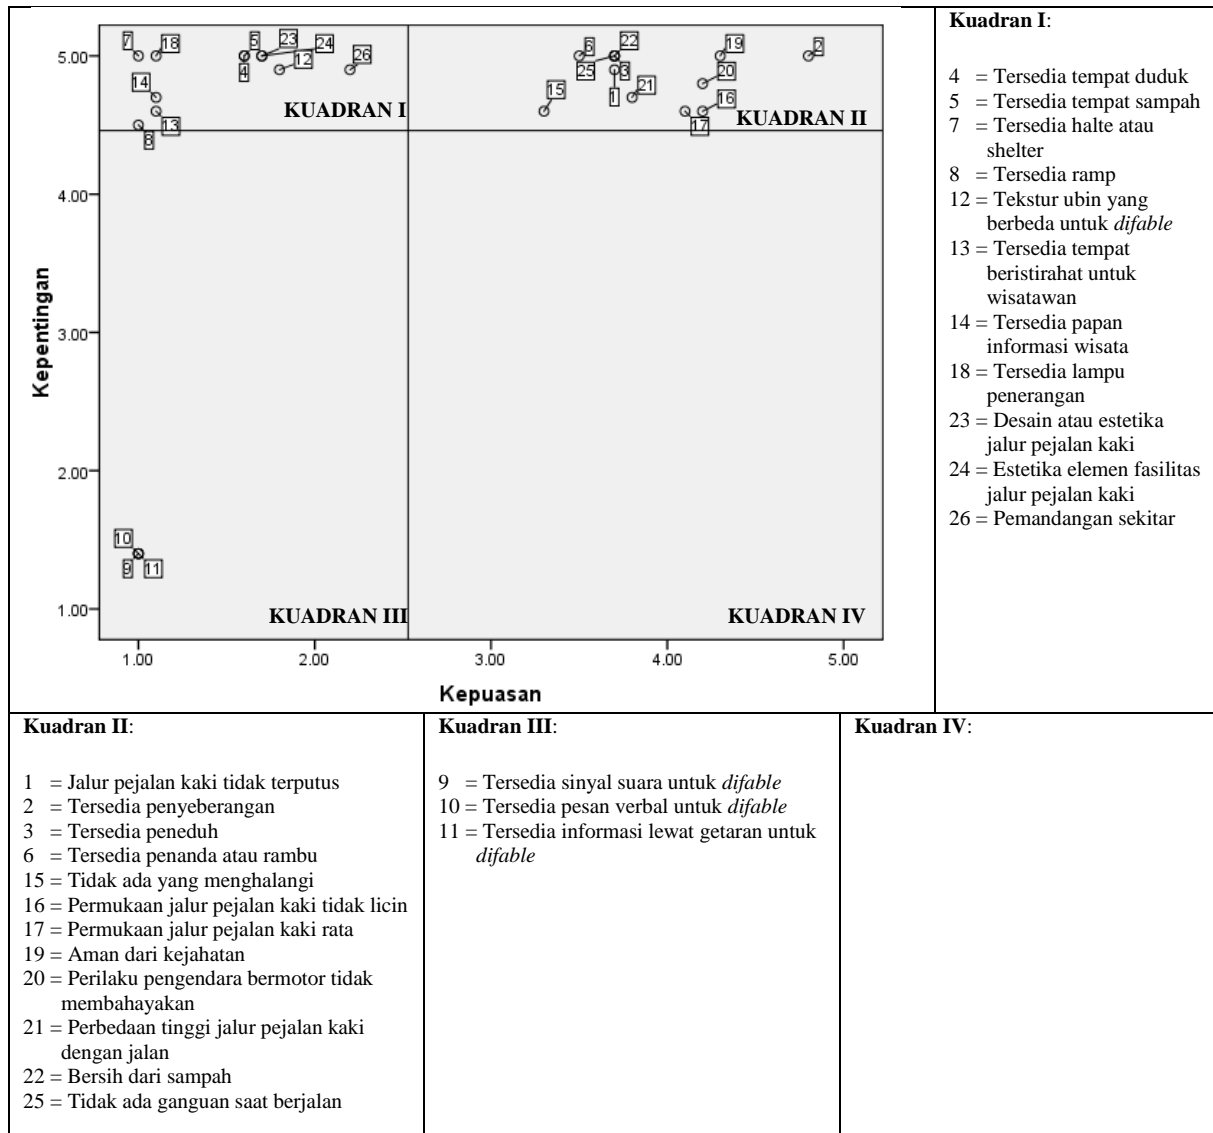 Kuadran I:
4 = Tersedia tempat duduk
5 = Tersedia tempat sampah
7 = Tersedia halte atau
shelter
8 = Tersedia ramp
12 = Tekstur ubin yang
berbeda untuk difable
13 = Tersedia tempat
beristirahat untuk
wisatawan
14 = Tersedia papan
informasi wisata
18 = Tersedia lampu
penerangan
23 = Desain atau estetika
jalur pejalan kaki
24 = Estetika elemen fasilitas
jalur pejalan kaki
26 = Pemandangan sekitar
7 18 5 23 24 6 22 19 2
5.00
4 12 26 25 3 20
14 15 1 21 16
KUADRAN I
KUADRAN II
13 17
8
4.00
Kepentingan
3.00
2.00
10
9 11
1.00
KUADRAN III
KUADRAN IV
1.00 2.00 3.00 4.00 5.00
Kepuasan
Kuadran II:
1 = Jalur pejalan kaki tidak terputus
2 = Tersedia penyeberangan
3 = Tersedia peneduh
6 = Tersedia penanda atau rambu
15 = Tidak ada yang menghalangi
16 = Permukaan jalur pejalan kaki tidak licin
17 = Permukaan jalur pejalan kaki rata
19 = Aman dari kejahatan
20 = Perilaku pengendara bermotor tidak
membahayakan
21 = Perbedaan tinggi jalur pejalan kaki
dengan jalan
22 = Bersih dari sampah
25 = Tidak ada ganguan saat berjalan
Kuadran III:
9 = Tersedia sinyal suara untuk difable
10 = Tersedia pesan verbal untuk difable
11 = Tersedia informasi lewat getaran untuk
difable
Kuadran IV: